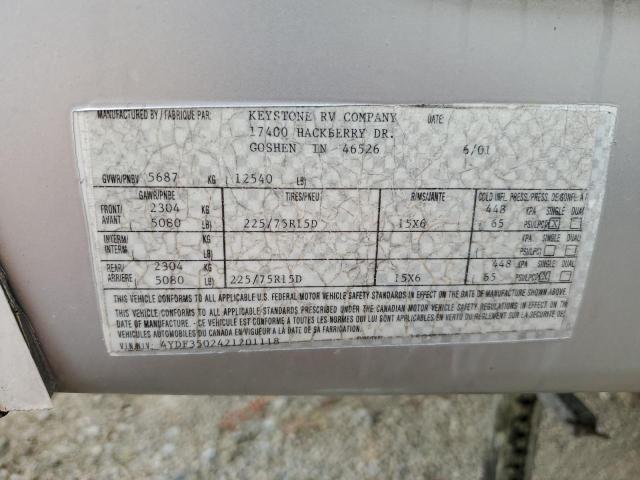 MANUFACTURED BY / FABRIQUE PAR: KEYSTONE RV COMPANY DATE:
17400 HACKBERRY DR.
GOSHEN IN 46526 6/01
GVWR/PNBV 5687 KG 12540 LB)
GAWR/PNBE TIRES/PNEU RIMS/JANTE COLD INFL. PRESS./PRESS. DE GONFL. A
FRONT/ 2304 KG 448 KPA SINGLE DUAL
AVANT 5080 LB) 225/75R15D 15X6 65 PSI/LPC X
INTERM/ KG KPA SINGLE DUAL
INTERM. LB) PSI/LPC
REAR/ 2304 KG 448 KPA SINGLE DUAL
ARRIERE 5080 LB) 225/75R15D 15X6 65 PSI/LPC X
THIS VEHICLE CONFORMS TO ALL APPLICABLE U.S. FEDERAL MOTOR VEHICLE SAFETY STANDARDS IN EFFECT ON THE DATE OF MANUFACTURE SHOWN ABOVE.
THIS VEHICLE CONFORMS TO ALL APPLICABLE STANDARDS PRESCRIBED UNDER THE CANADIAN MOTOR VEHICLE SAFETY REGULATIONS IN EFFECT ON THE
DATE OF MANUFACTURE. - CE VEHICULE EST CONFORME A TOUTES LES NORMES QUI LUI SONT APPLICABLES EN VERTU DU REGLEMENT SUR LA SECURITE DES
VEHICULES AUTOMOBILES DU CANADA EN VIGUEUR A LA DATE DE SA FABRICATION.
V.I.N./N.I.V.: 4YDF3502421201118